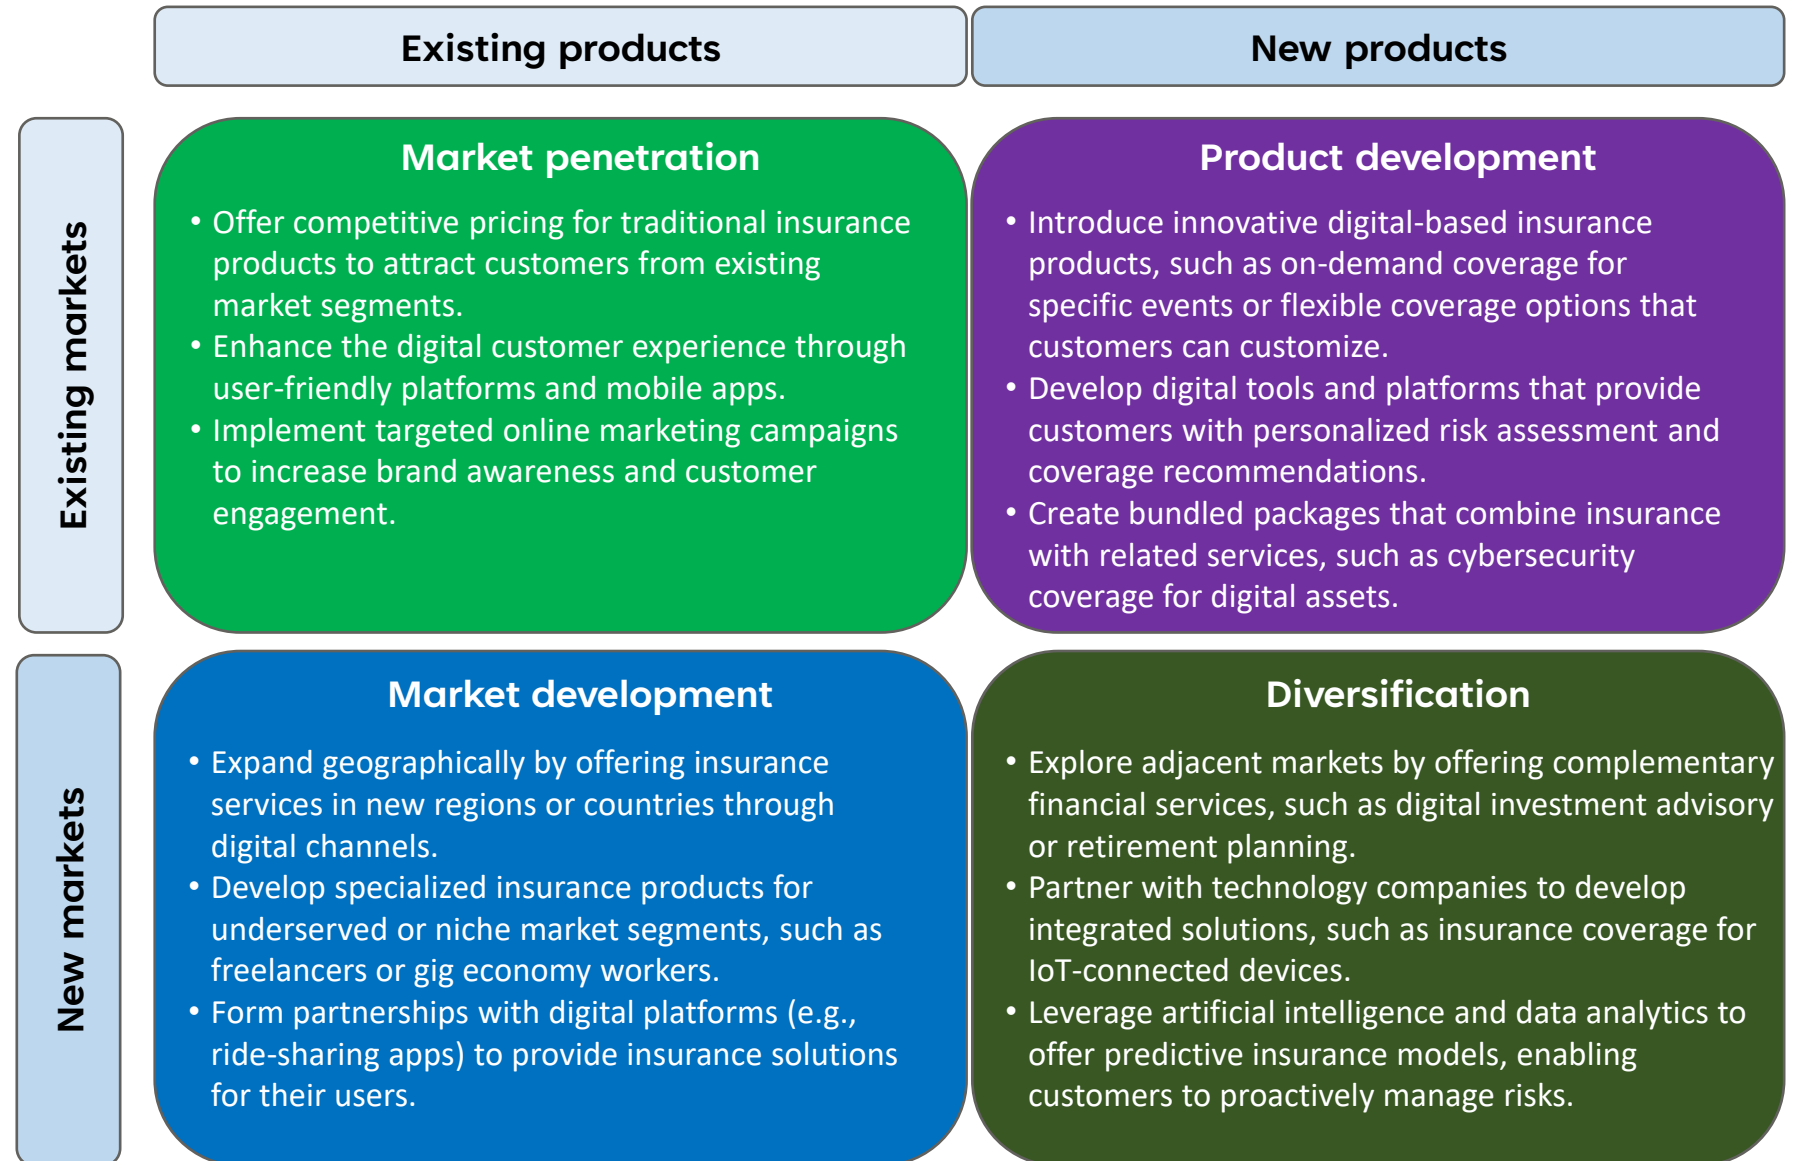 Existing products
New products
Existing markets
Market penetration
• Offer competitive pricing for traditional insurance
products to attract customers from existing
market segments.
• Enhance the digital customer experience through
user-friendly platforms and mobile apps.
• Implement targeted online marketing campaigns
to increase brand awareness and customer
engagement.
Product development
• Introduce innovative digital-based insurance
products, such as on-demand coverage for
specific events or flexible coverage options that
customers can customize.
• Develop digital tools and platforms that provide
customers with personalized risk assessment and
coverage recommendations.
• Create bundled packages that combine insurance
with related services, such as cybersecurity
coverage for digital assets.
New markets
Market development
• Expand geographically by offering insurance
services in new regions or countries through
digital channels.
• Develop specialized insurance products for
underserved or niche market segments, such as
freelancers or gig economy workers.
• Form partnerships with digital platforms (e.g.,
ride-sharing apps) to provide insurance solutions
for their users.
Diversification
• Explore adjacent markets by offering complementary
financial services, such as digital investment advisory
or retirement planning.
• Partner with technology companies to develop
integrated solutions, such as insurance coverage for
IoT-connected devices.
• Leverage artificial intelligence and data analytics to
offer predictive insurance models, enabling
customers to proactively manage risks.